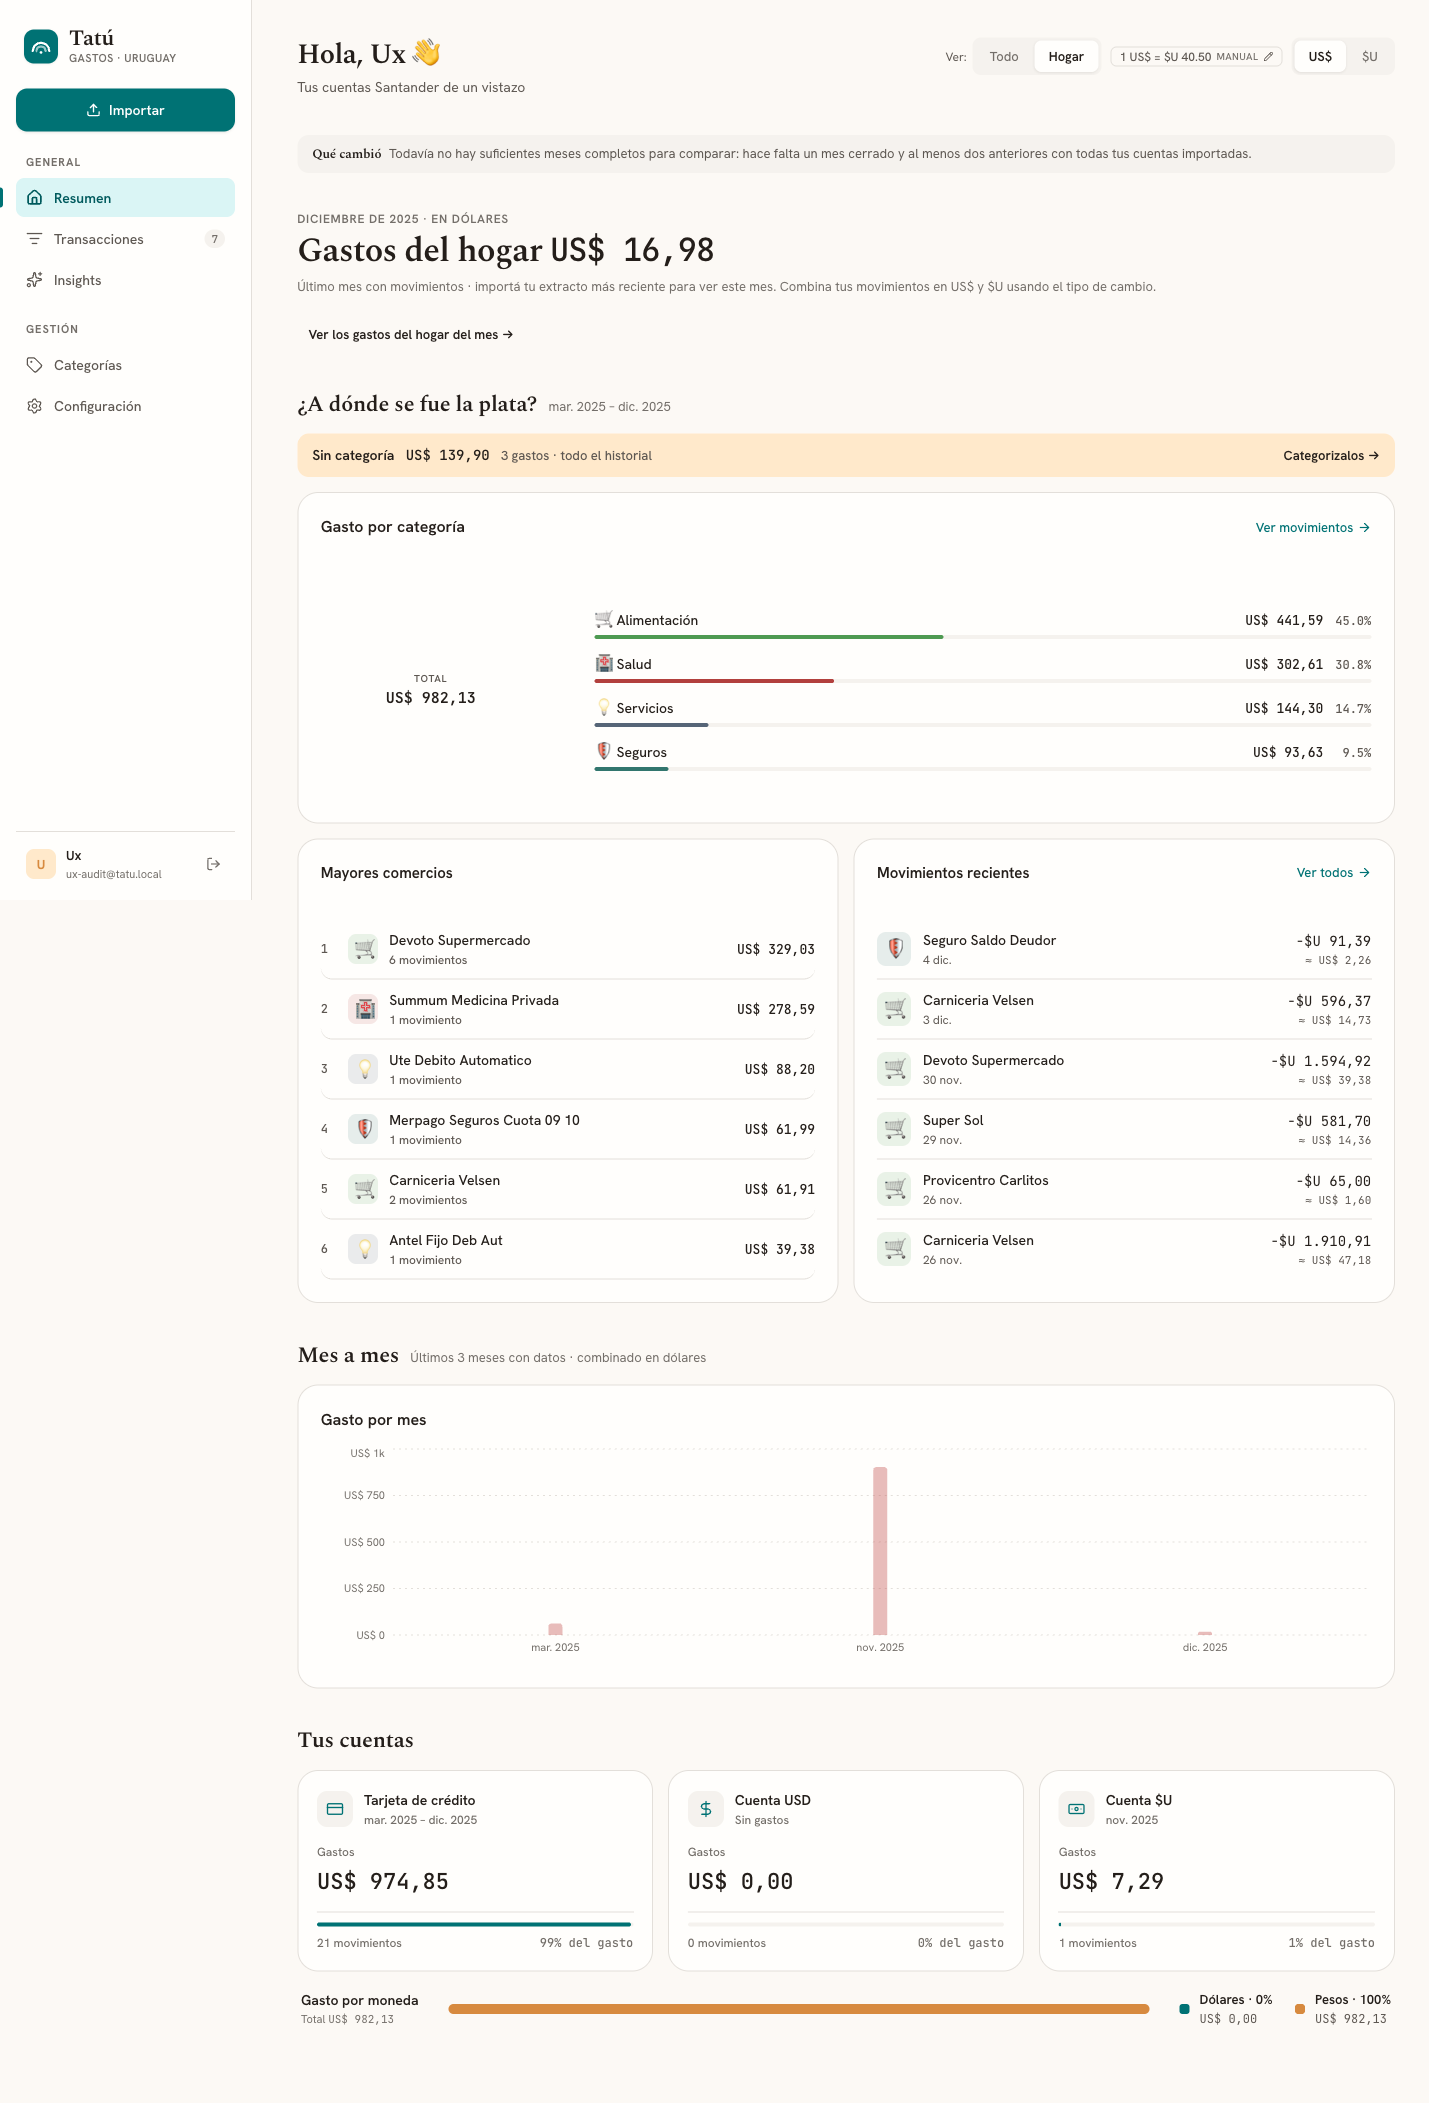 Tatú
GASTOS · URUGUAY
Importar
GENERAL
Resumen
Transacciones 7
Insights
GESTIÓN
Categorías
Configuración
U
Ux
ux-audit@tatu.local
Hola, Ux 👋
Tus cuentas Santander de un vistazo
Ver: Todo Hogar 1 US$ = $U 40.50 MANUAL US$ $U
Qué cambió Todavía no hay suficientes meses completos para comparar: hace falta un mes cerrado y al menos dos anteriores con todas tus cuentas importadas.
DICIEMBRE DE 2025 · EN DÓLARES
Gastos del hogar US$ 16,98
Último mes con movimientos · importá tu extracto más reciente para ver este mes. Combina tus movimientos en US$ y $U usando el tipo de cambio.
Ver los gastos del hogar del mes →
¿A dónde se fue la plata? mar. 2025 – dic. 2025
Sin categoría US$ 139,90 3 gastos · todo el historial Categorizalos →
Gasto por categoría Ver movimientos →
TOTAL
US$ 982,13
Alimentación US$ 441,59 45.0%
Salud US$ 302,61 30.8%
Servicios US$ 144,30 14.7%
Seguros US$ 93,63 9.5%
Mayores comercios
1 Devoto Supermercado US$ 329,03
6 movimientos
2 Summum Medicina Privada US$ 278,59
1 movimiento
3 Ute Debito Automatico US$ 88,20
1 movimiento
4 Merpago Seguros Cuota 09 10 US$ 61,99
1 movimiento
5 Carniceria Velsen US$ 61,91
2 movimientos
6 Antel Fijo Deb Aut US$ 39,38
1 movimiento
Movimientos recientes Ver todos →
Seguro Saldo Deudor -$U 91,39
4 dic. ≈ US$ 2,26
Carniceria Velsen -$U 596,37
3 dic. ≈ US$ 14,73
Devoto Supermercado -$U 1.594,92
30 nov. ≈ US$ 39,38
Super Sol -$U 581,70
29 nov. ≈ US$ 14,36
Provicentro Carlitos -$U 65,00
26 nov. ≈ US$ 1,60
Carniceria Velsen -$U 1.910,91
26 nov. ≈ US$ 47,18
Mes a mes Últimos 3 meses con datos · combinado en dólares
Gasto por mes
US$ 1k
US$ 750
US$ 500
US$ 250
US$ 0
mar. 2025 nov. 2025 dic. 2025
Tus cuentas
Tarjeta de crédito
mar. 2025 – dic. 2025
Gastos
US$ 974,85
21 movimientos 99% del gasto
Cuenta USD
Sin gastos
Gastos
US$ 0,00
0 movimientos 0% del gasto
Cuenta $U
nov. 2025
Gastos
US$ 7,29
1 movimientos 1% del gasto
Gasto por moneda
Total US$ 982,13
Dólares · 0%
US$ 0,00
Pesos · 100%
US$ 982,13